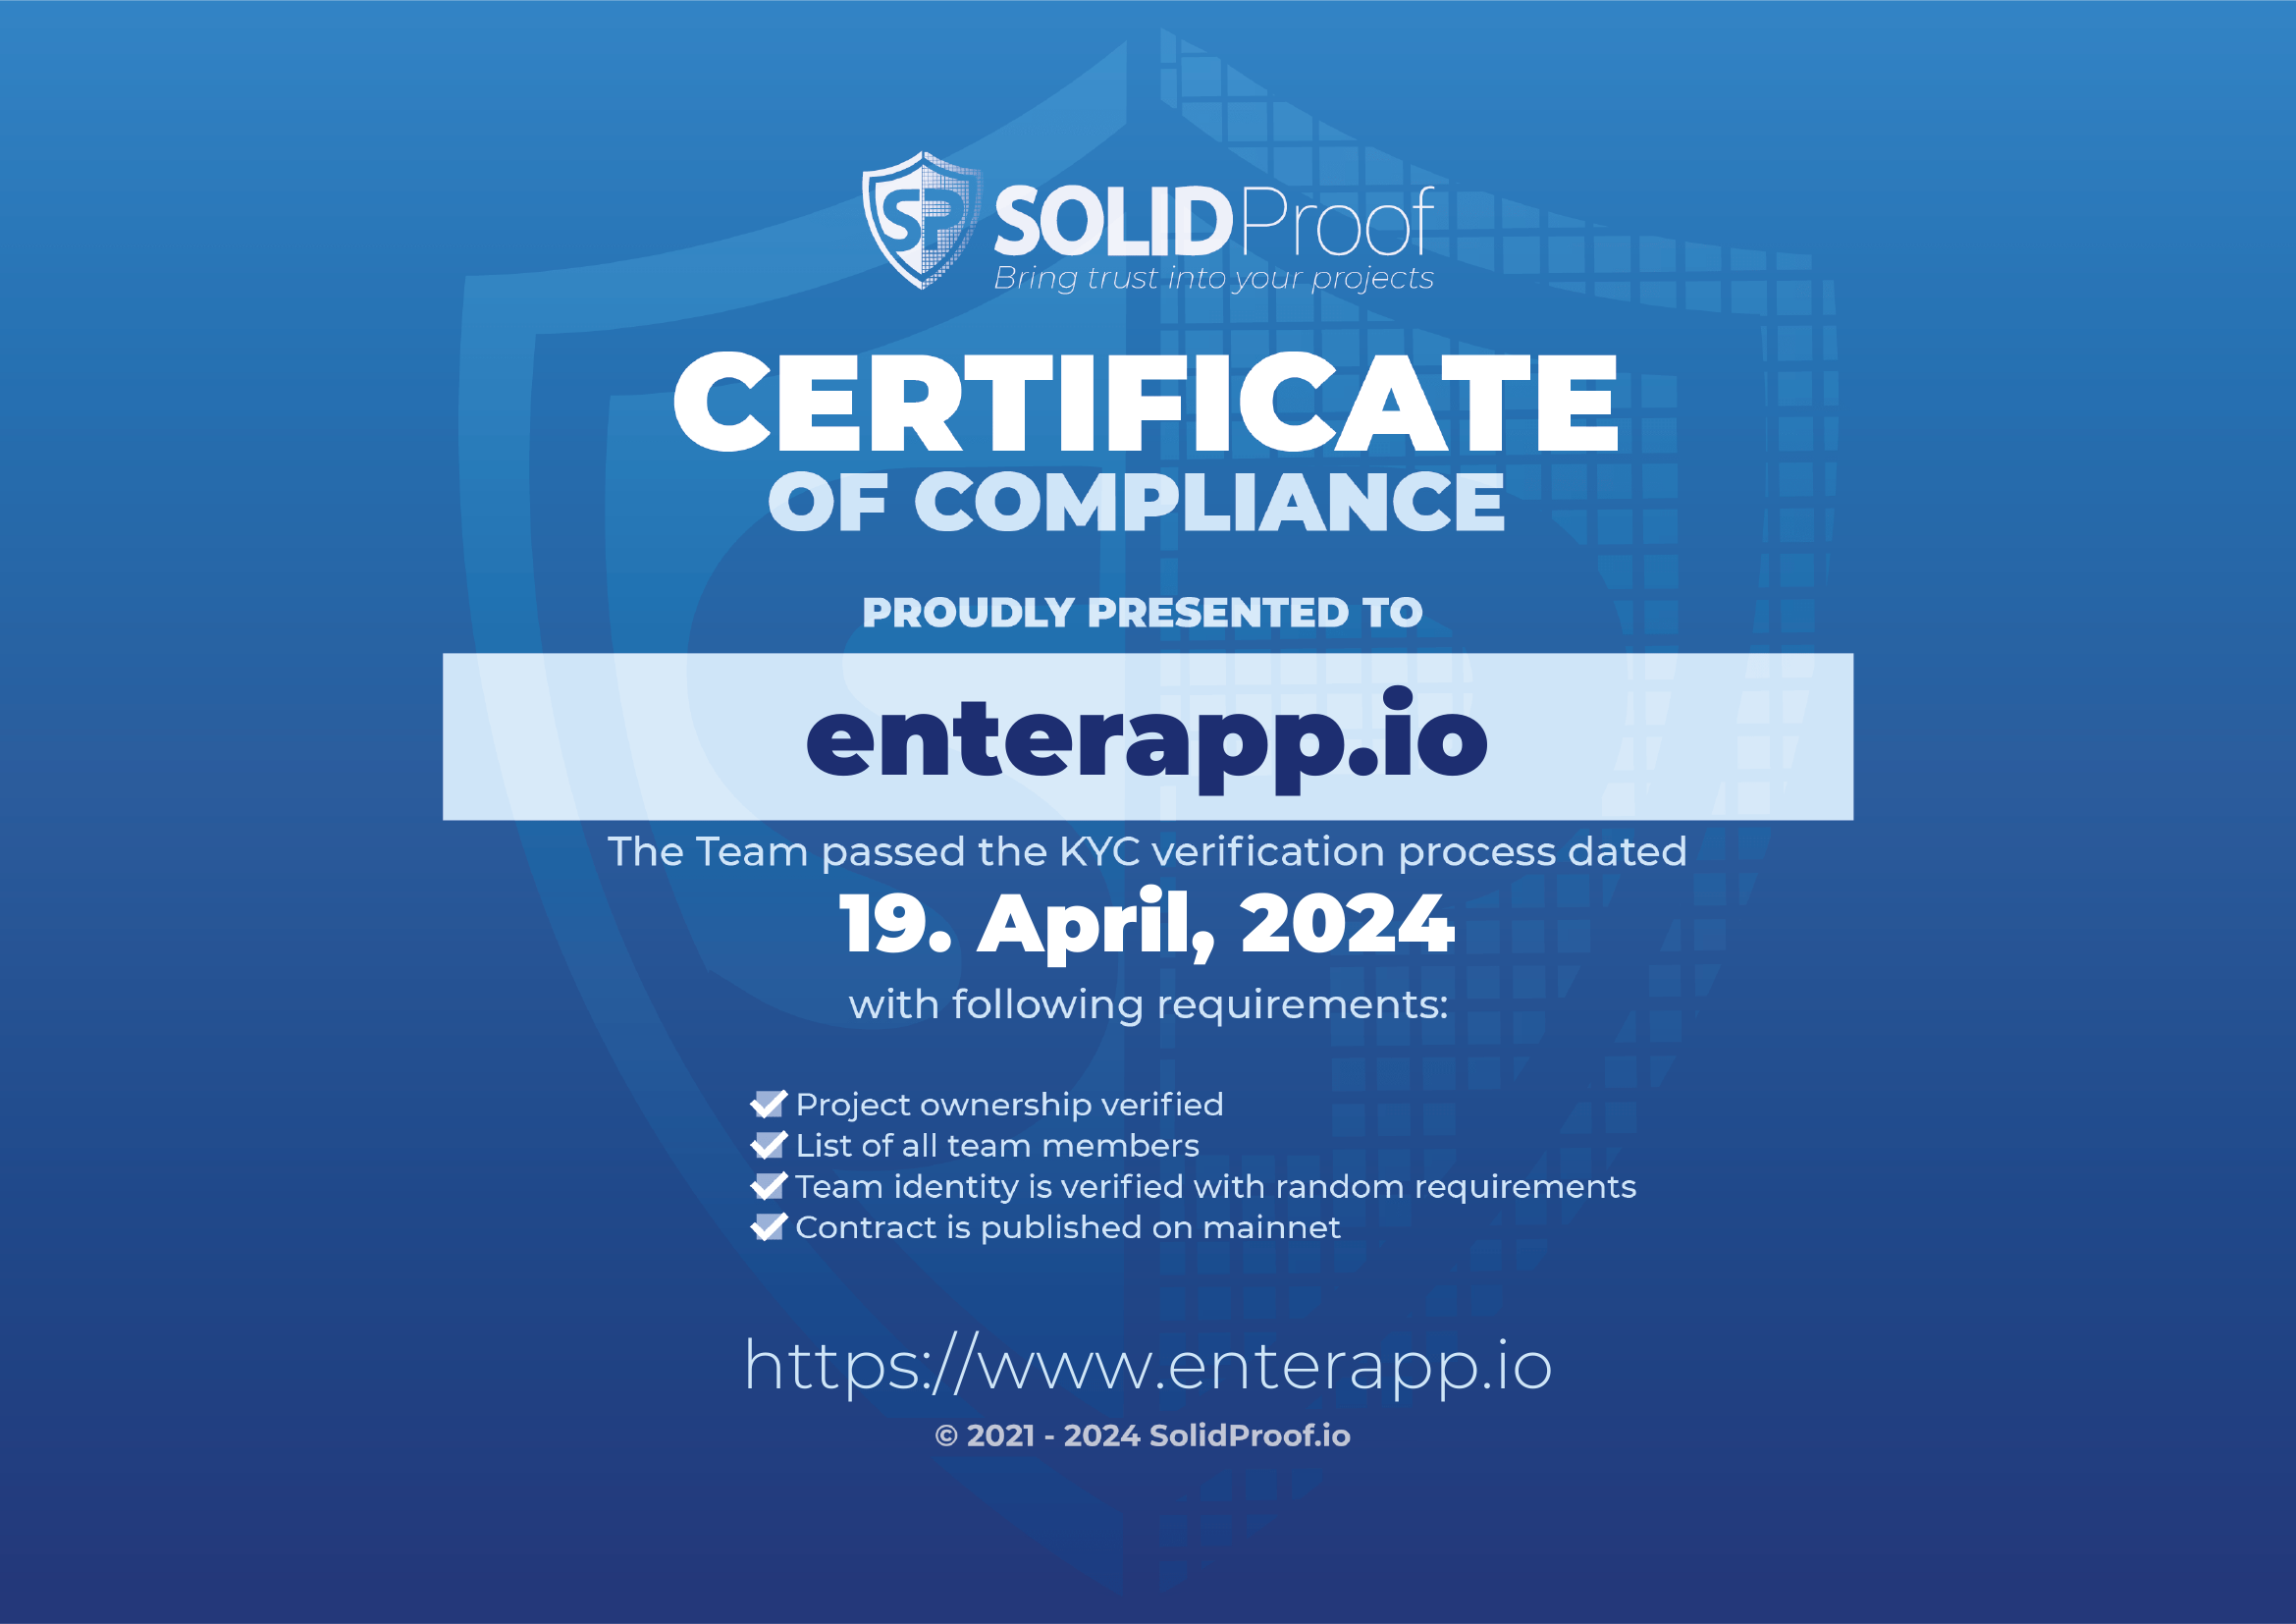 SP SOLIDProof
Bring trust into your projects
CERTIFICATE
OF COMPLIANCE
PROUDLY PRESENTED TO
enterapp.io
The Team passed the KYC verification process dated
19. April, 2024
with following requirements:
Project ownership verified
List of all team members
Team identity is verified with random requirements
Contract is published on mainnet
https://www.enterapp.io
© 2021 - 2024 SolidProof.io